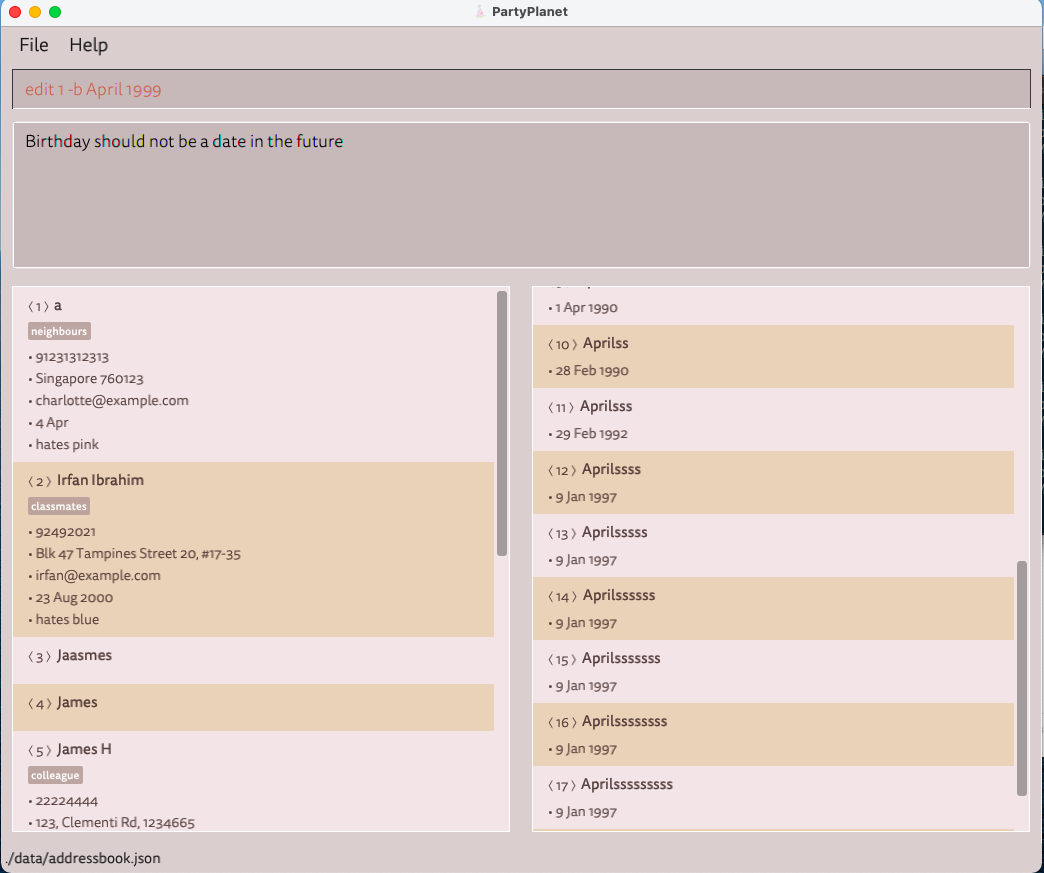 PartyPlanet
File Help
edit 1 -b April 1999
Birthday should not be a date in the future
〈 1 〉 a
neighbours
• 91231312313
• Singapore 760123
• charlotte@example.com
• 4 Apr
• hates pink
〈 2 〉 Irfan Ibrahim
classmates
• 92492021
• Blk 47 Tampines Street 20, #17-35
• irfan@example.com
• 23 Aug 2000
• hates blue
〈 3 〉 Jaasmes
〈 4 〉 James
〈 5 〉 James H
colleague
• 22224444
• 123, Clementi Rd, 1234665
• 1 Apr 1990
〈 10 〉 Aprilss
• 28 Feb 1990
〈 11 〉 Aprilsss
• 29 Feb 1992
〈 12 〉 Aprilssss
• 9 Jan 1997
〈 13 〉 Aprilsssss
• 9 Jan 1997
〈 14 〉 Aprilssssss
• 9 Jan 1997
〈 15 〉 Aprilsssssss
• 9 Jan 1997
〈 16 〉 Aprilssssssss
• 9 Jan 1997
〈 17 〉 Aprilsssssssss
• 9 Jan 1997
./data/addressbook.json